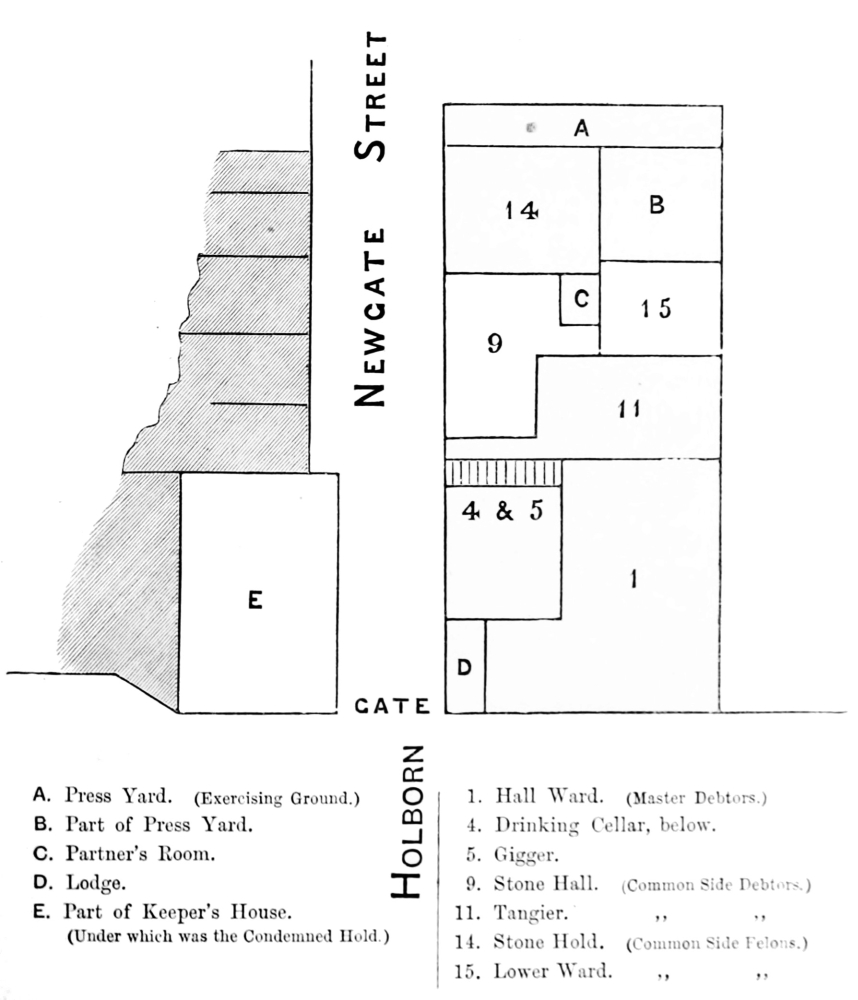 NEWGATE STREET
A
14
B
C
15
9
11
4 & 5
1
E
D
GATE
HOLBORN
A. Press Yard. (Exercising Ground.)
B. Part of Press Yard.
C. Partner's Room.
D. Lodge.
E. Part of Keeper's House.
(Under which was the Condemned Hold.)
1. Hall Ward. (Master Debtors.)
4. Drinking Cellar, below.
5. Gigger.
9. Stone Hall. (Common Side Debtors.)
11. Tangier. ,, ,,
14. Stone Hold. (Common Side Felons.)
15. Lower Ward. ,, ,,